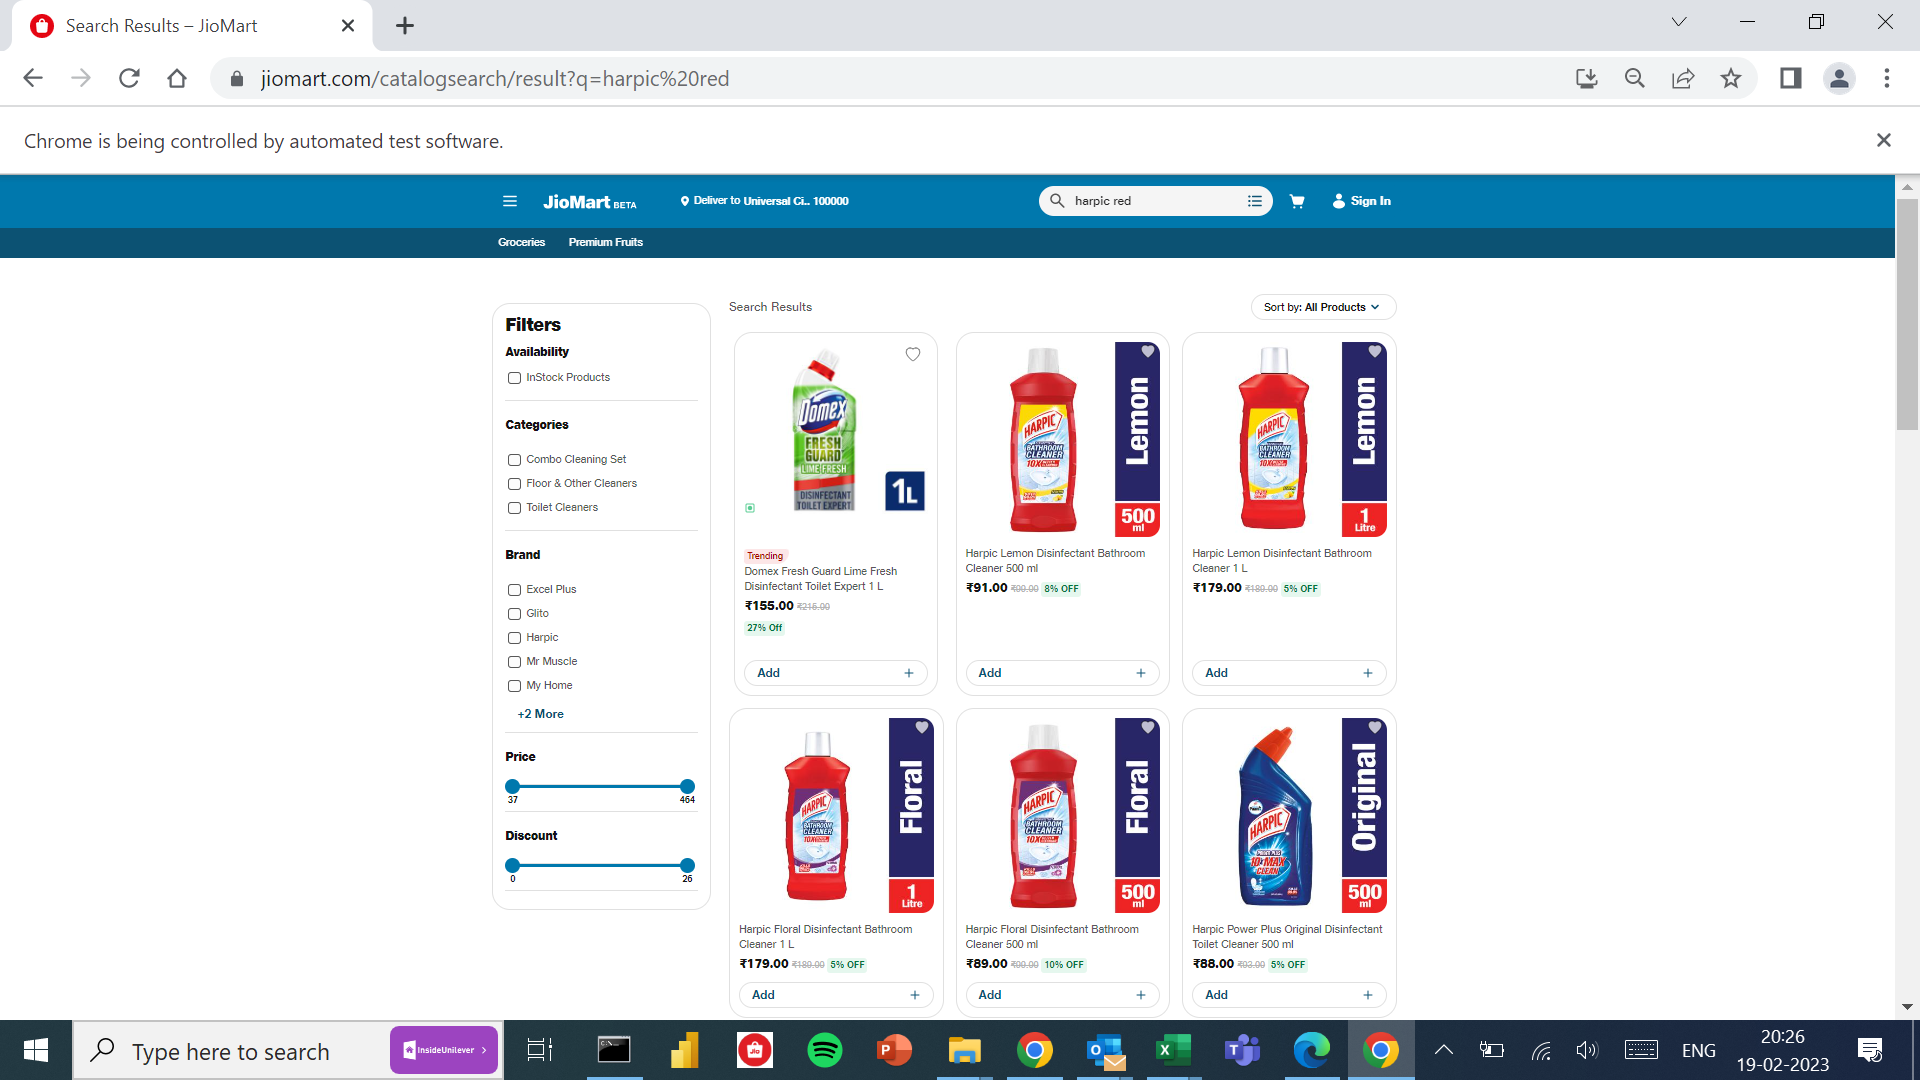 Search Results – JioMart
jiomart.com/catalogsearch/result?q=harpic%20red
Chrome is being controlled by automated test software.
JioMart BETA
Deliver to Universal Ci.. 100000
harpic red
Sign In
Groceries
Premium Fruits
Filters
Availability
InStock Products
Categories
Combo Cleaning Set
Floor & Other Cleaners
Toilet Cleaners
Brand
Excel Plus
Glito
Harpic
Mr Muscle
My Home
+2 More
Price
37
464
Discount
0
26
Search Results
Sort by: All Products
Domex
FRESH
GUARD
LIME FRESH
DISINFECTANT
TOILET EXPERT
1L
Trending
Domex Fresh Guard Lime Fresh
Disinfectant Toilet Expert 1 L
₹155.00 ₹215.00
27% Off
Add
HARPIC
BATHROOM
CLEANER
10X
Lemon
500
ml
Harpic Lemon Disinfectant Bathroom
Cleaner 500 ml
₹91.00 ₹99.00 8% OFF
Add
HARPIC
BATHROOM
CLEANER
10X
Lemon
1
Litre
Harpic Lemon Disinfectant Bathroom
Cleaner 1 L
₹179.00 ₹189.00 5% OFF
Add
HARPIC
BATHROOM
CLEANER
10X
Floral
1
Litre
Harpic Floral Disinfectant Bathroom
Cleaner 1 L
₹179.00 ₹189.00 5% OFF
Add
HARPIC
BATHROOM
CLEANER
10X
Floral
500
ml
Harpic Floral Disinfectant Bathroom
Cleaner 500 ml
₹89.00 ₹99.00 10% OFF
Add
HARPIC
POWER PLUS
10X MAX
CLEAN
Original
500
ml
Harpic Power Plus Original Disinfectant
Toilet Cleaner 500 ml
₹88.00 ₹93.00 5% OFF
Add
Type here to search
InsideUnilever
ENG
20:26
19-02-2023